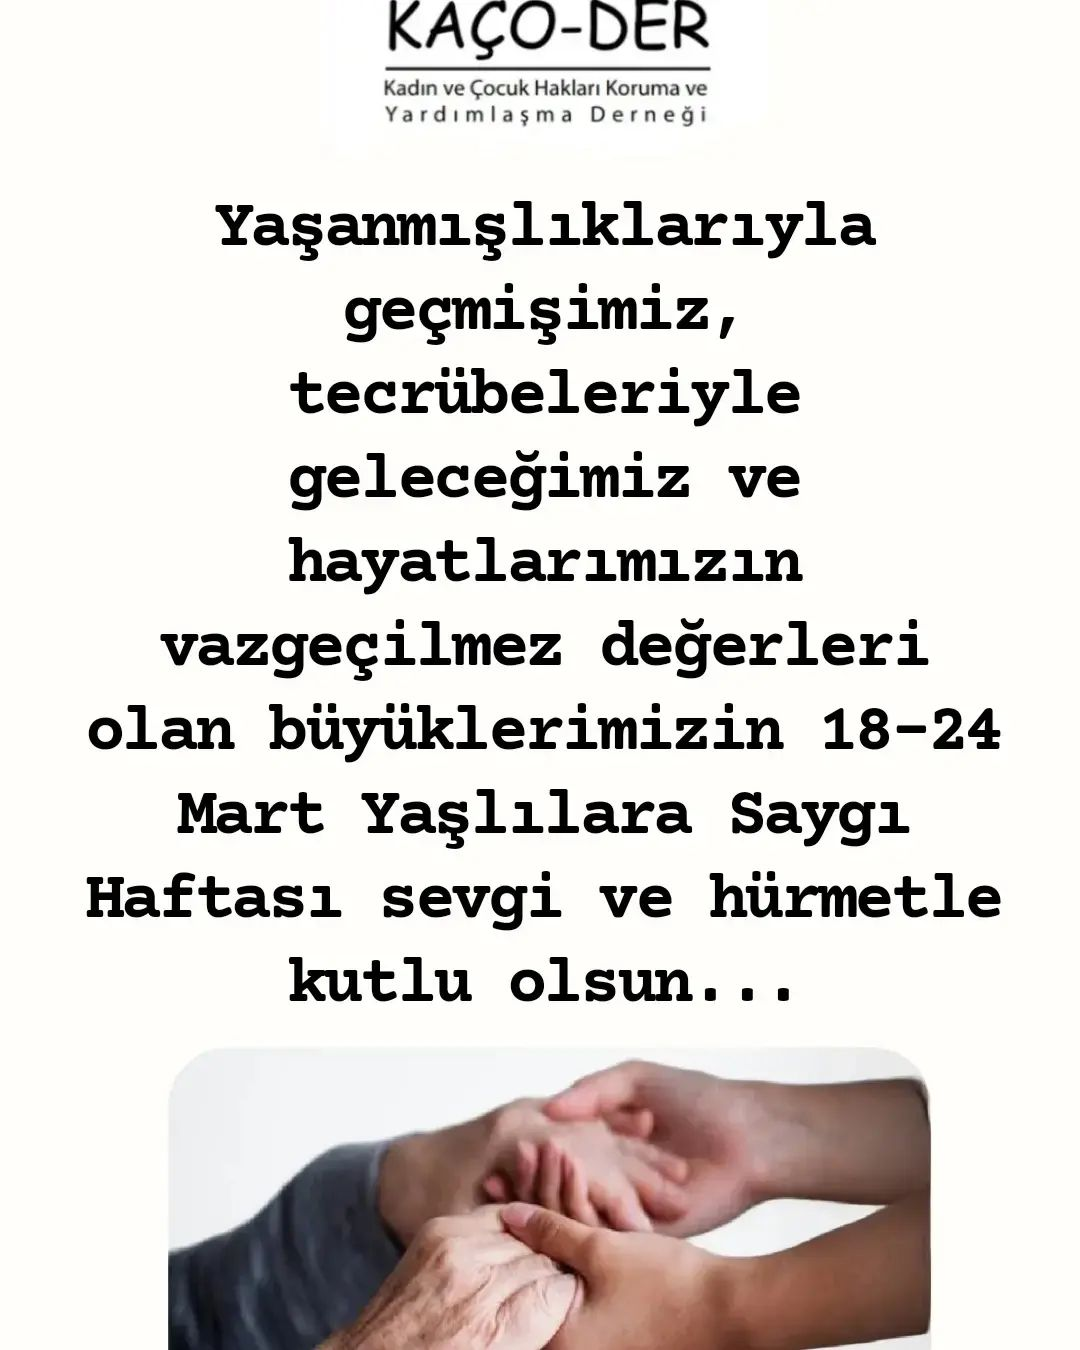 KAÇO-DER
Kadın ve Çocuk Hakları Koruma ve
Yardımlaşma Derneği
Yaşanmışlıklarıyla
geçmişimiz,
tecrübeleriyle
geleceğimiz ve
hayatlarımızın
vazgeçilmez değerleri
olan büyüklerimizin 18-24
Mart Yaşlılara Saygı
Haftası sevgi ve hürmetle
kutlu olsun...